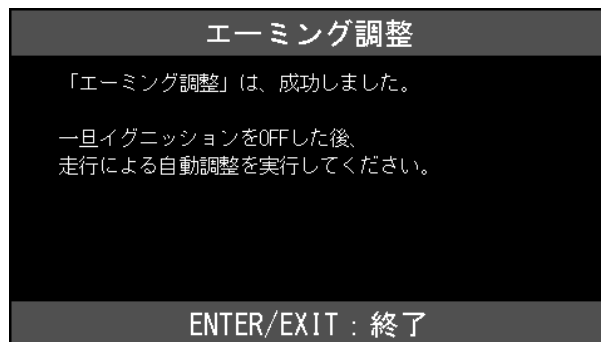 エーミング調整
「エーミング調整」は、成功しました。
一旦イグニッションをOFFした後、
走行による自動調整を実行してください。
ENTER/EXIT：終了